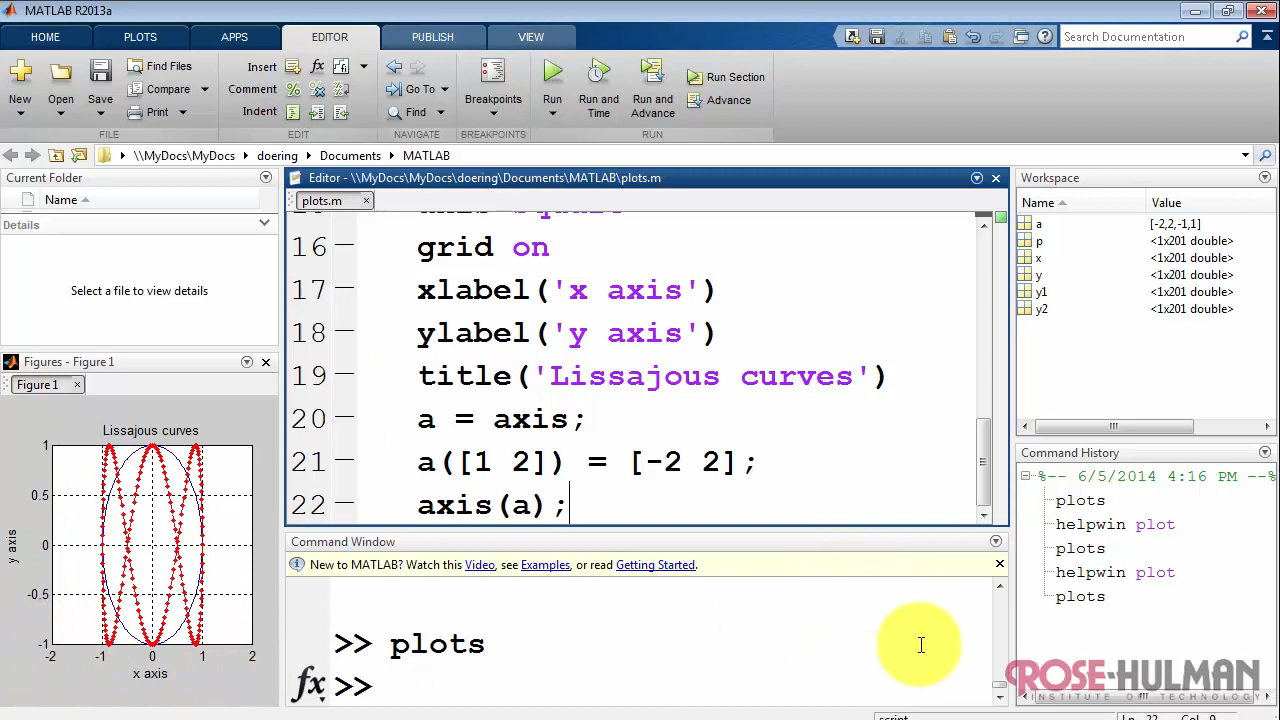 MATLAB R2013a
HOME PLOTS APPS EDITOR PUBLISH VIEW
Search Documentation
New Open Save
Find Files
Compare
Print
Insert fx
Comment
Indent
Go To
Find
Breakpoints
Run Run and Time Run and Advance
Run Section
Advance
FILE EDIT NAVIGATE BREAKPOINTS RUN
\\MyDocs\MyDocs doering Documents MATLAB
Current Folder
Name
Details
Select a file to view details
Figures - Figure 1
Figure 1
Lissajous curves
1
0.5
0
-0.5
-1
y axis
-2 -1 0 1 2
x axis
Editor - \\MyDocs\MyDocs\doering\Documents\MATLAB\plots.m
plots.m
16 grid on
17 xlabel('x axis')
18 ylabel('y axis')
19 title('Lissajous curves')
20 a = axis;
21 a([1 2]) = [-2 2];
22 axis(a);
Command Window
New to MATLAB? Watch this Video, see Examples, or read Getting Started.
>> plots
fx >>
Workspace
Name Value
a [-2,2,-1,1]
p <1x201 double>
x <1x201 double>
y <1x201 double>
y1 <1x201 double>
y2 <1x201 double>
Command History
%-- 6/5/2014 4:16 PM --%
plots
helpwin plot
plots
helpwin plot
plots
ROSE-HULMAN
INSTITUTE OF TECHNOLOGY